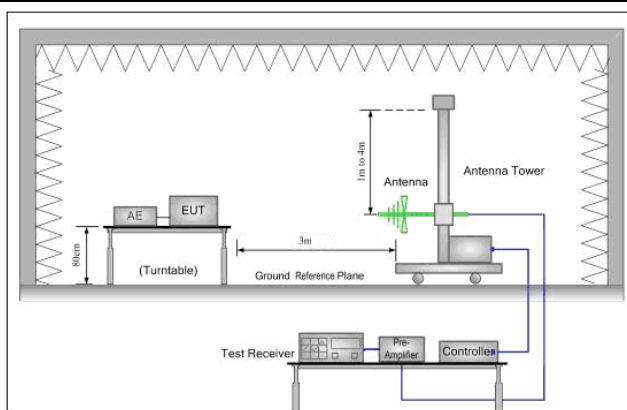 1m to 4m
Antenna Tower
Antenna
AE
EUT
80cm
(Turntable)
3m
Ground Reference Plane
Test Receiver
Pre-
Amplifier
Controller